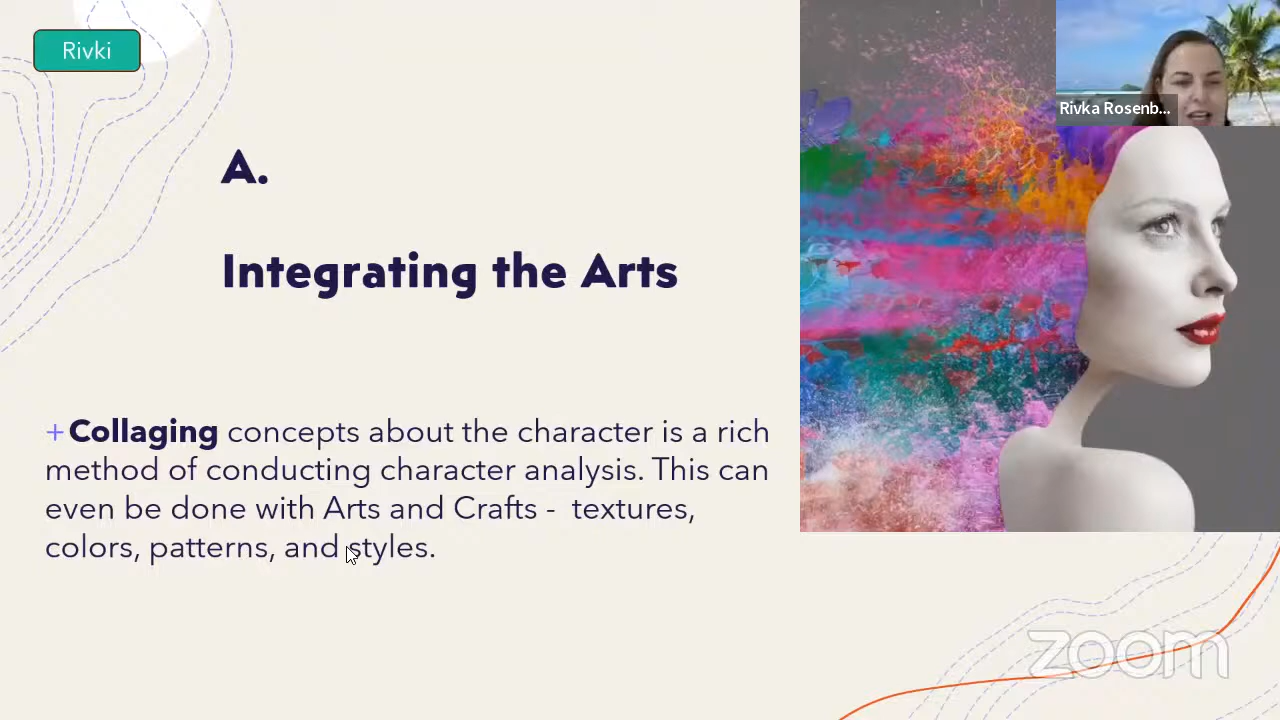 Rivki
Rivka Rosenb...
A.
Integrating the Arts
+ Collaging concepts about the character is a rich
method of conducting character analysis. This can
even be done with Arts and Crafts -  textures,
colors, patterns, and styles.
zoom